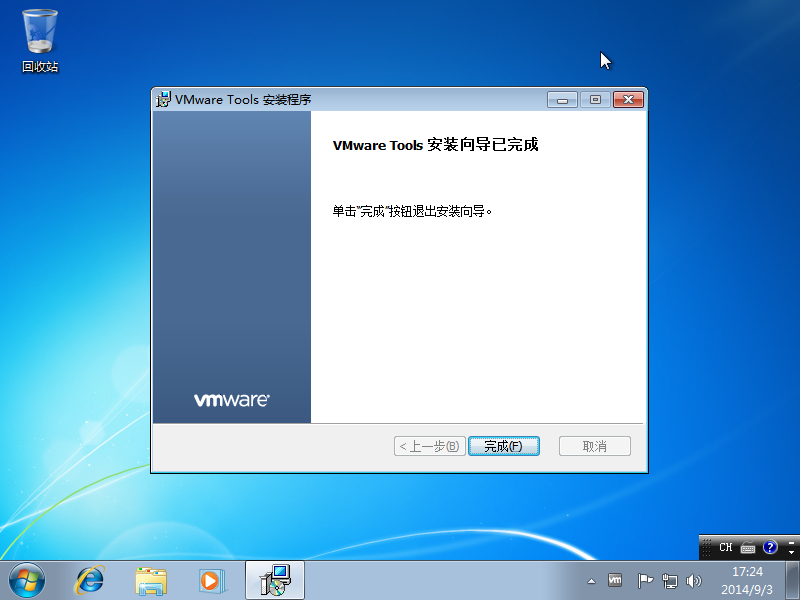 回收站
VMware Tools 安装程序
VMware Tools 安装向导已完成
单击"完成"按钮退出安装向导。
vmware
< 上一步(B)
完成(F)
取消
CH
?
vm
17:24
2014/9/3